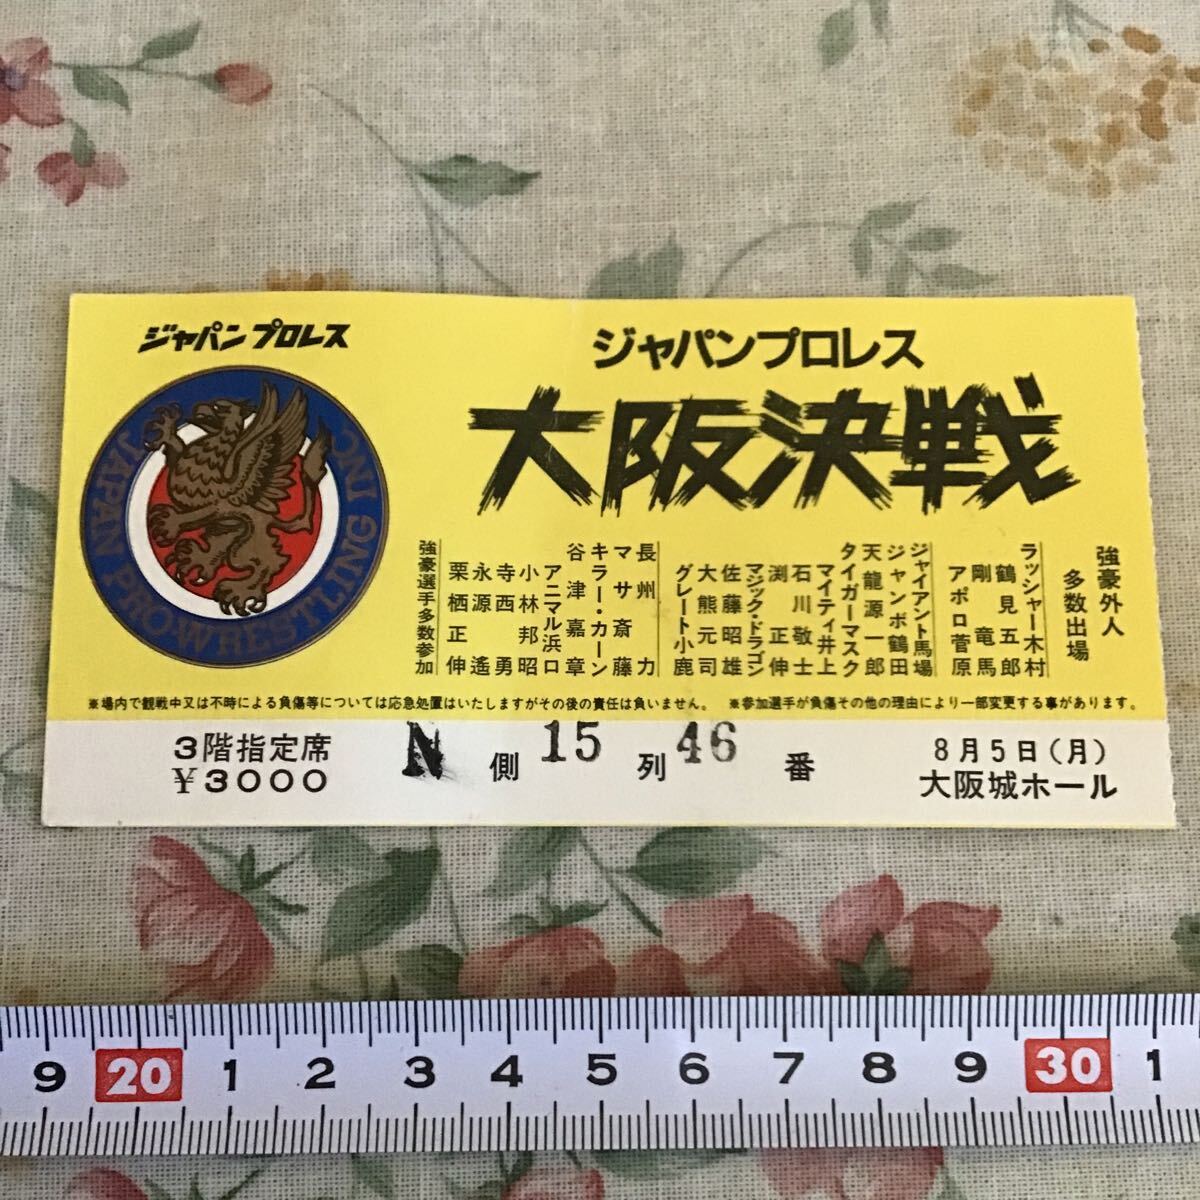 ジャパンプロレス
JAPAN PRO-WRESTLING INC.
ジャパンプロレス
大阪決戦
強豪外人
多数出場
ラッシャー木村
鶴見五郎
剛竜馬
アポロ菅原
ジャイアント馬場
ジャンボ鶴田
天龍源一郎
タイガーマスク
マイティ井上
石川敬士
渕正伸
マジック・ドラゴン
佐藤昭雄
大熊元司
グレート小鹿
長州力
マサ斎藤
キラー・カーン
谷津嘉章
アニマル浜口
小林邦昭
寺西勇
永源遙
栗栖正伸
強豪選手多数参加
※場内で観戦中又は不時による負傷等については応急処置はいたしますがその後の責任は負いません。 ※参加選手が負傷その他の理由により一部変更する事があります。
3階指定席
¥3000
N 側 15 列 46 番
8月5日(月)
大阪城ホール
9 20 1 2 3 4 5 6 7 8 9 30 1